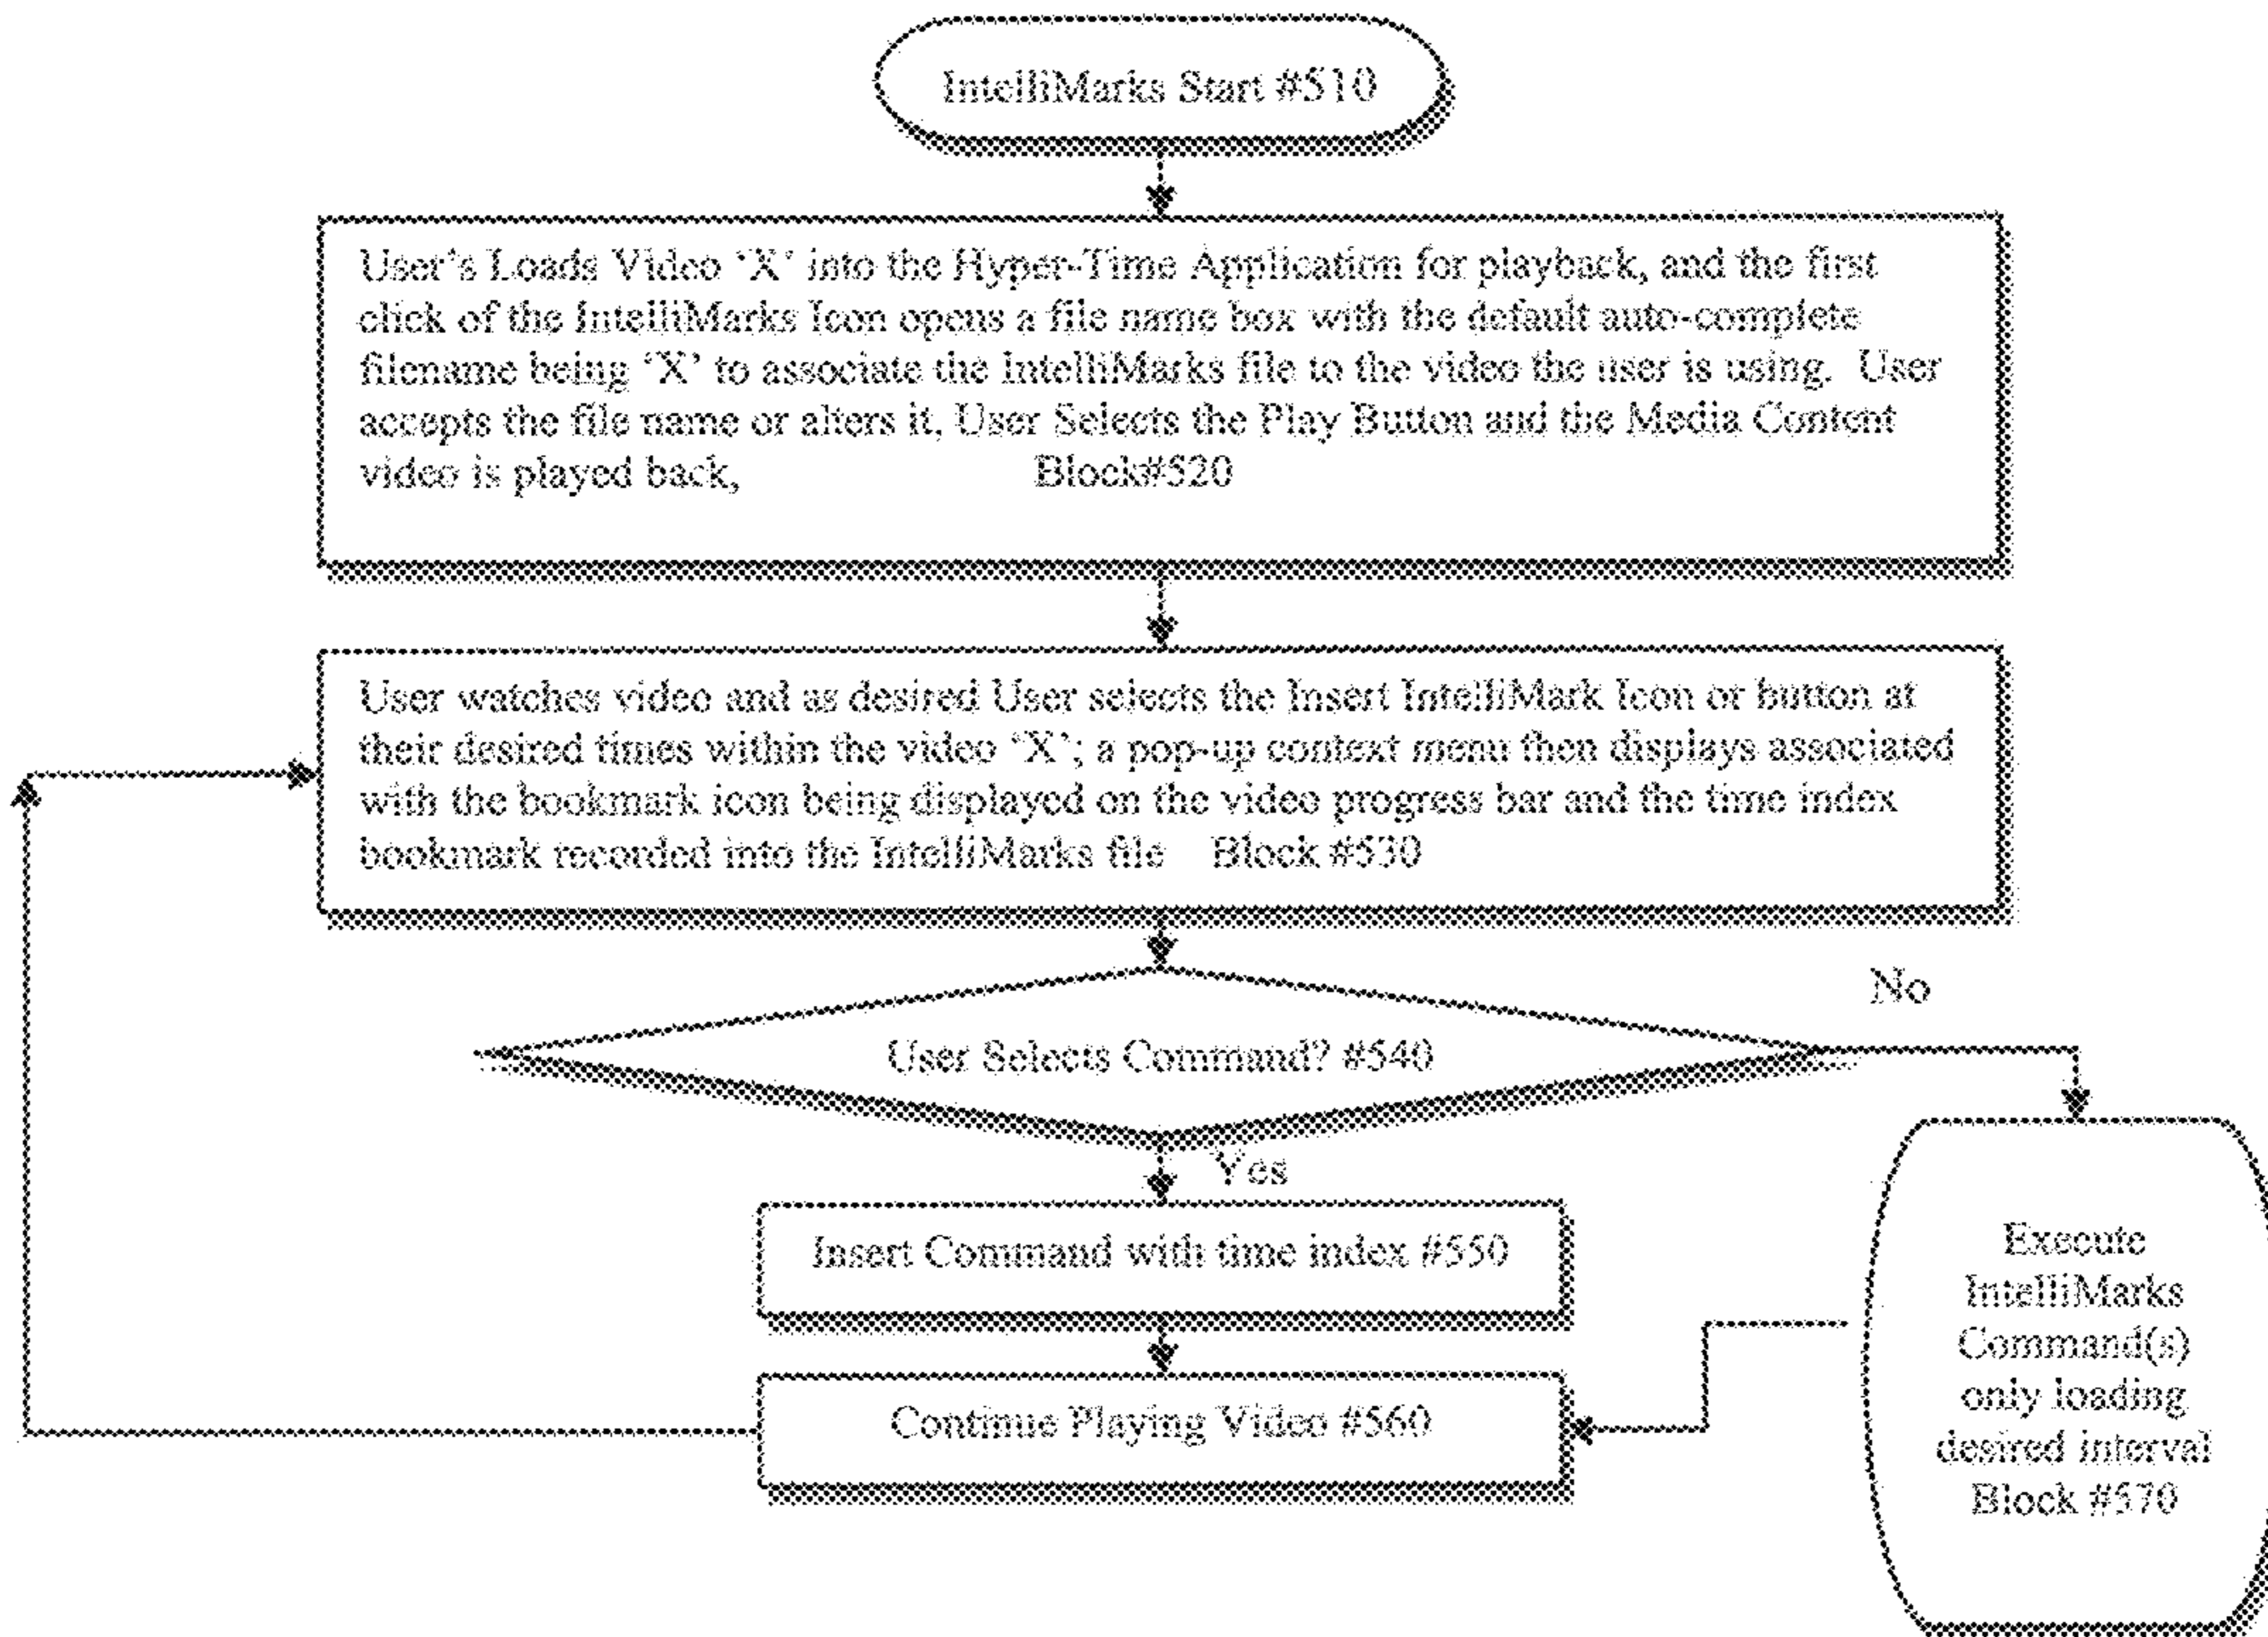 IntelliMarks Start #510
User's Loads Video 'X' into the Hyper-Time Application for playback, and the first
click of the IntelliMarks Icon opens a file name box with the default auto-complete
filename being 'X' to associate the IntelliMarks file to the video the user is using. User
accepts the file name or alters it, User Selects the Play Button and the Media Content
video is played back, Block#520
User watches video and as desired User selects the Insert IntelliMark Icon or button at
their desired times within the video 'X'; a pop-up context menu then displays associated
with the bookmark icon being displayed on the video progress bar and the time index
bookmark recorded into the IntelliMarks file Block #530
No
User Selects Command? #540
Yes
Insert Command with time index #550
Continue Playing Video #560
Execute
IntelliMarks
Command(s)
only loading
desired interval
Block #570